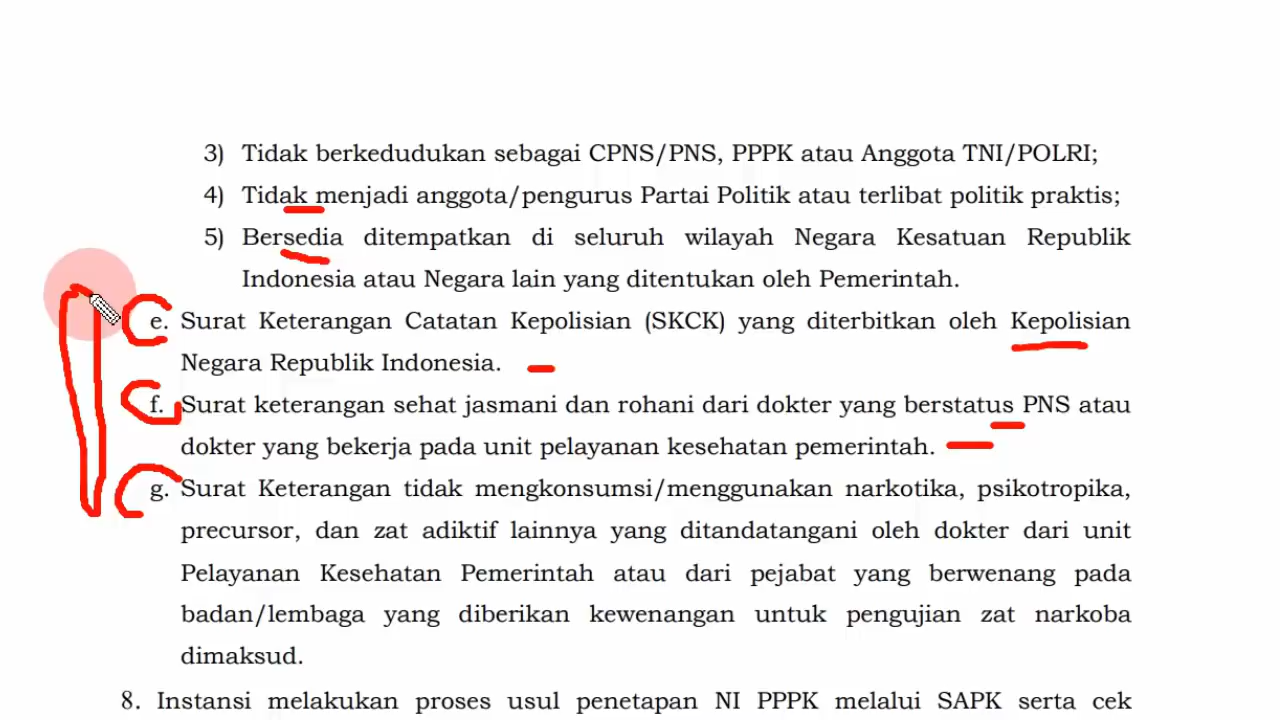 3) Tidak berkedudukan sebagai CPNS/PNS, PPPK atau Anggota TNI/POLRI;
4) Tidak menjadi anggota/pengurus Partai Politik atau terlibat politik praktis;
5) Bersedia ditempatkan di seluruh wilayah Negara Kesatuan Republik
Indonesia atau Negara lain yang ditentukan oleh Pemerintah.
e. Surat Keterangan Catatan Kepolisian (SKCK) yang diterbitkan oleh Kepolisian
Negara Republik Indonesia.
f. Surat keterangan sehat jasmani dan rohani dari dokter yang berstatus PNS atau
dokter yang bekerja pada unit pelayanan kesehatan pemerintah.
g. Surat Keterangan tidak mengkonsumsi/menggunakan narkotika, psikotropika,
precursor, dan zat adiktif lainnya yang ditandatangani oleh dokter dari unit
Pelayanan Kesehatan Pemerintah atau dari pejabat yang berwenang pada
badan/lembaga yang diberikan kewenangan untuk pengujian zat narkoba
dimaksud.
8. Instansi melakukan proses usul penetapan NI PPPK melalui SAPK serta cek